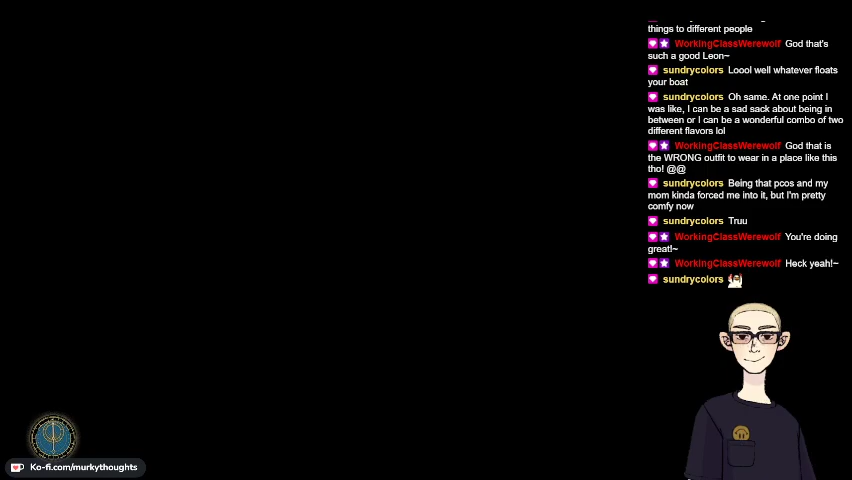 things to different people
WorkingClassWerewolf God that's
such a good Leon~
sundrycolors Loool well whatever floats
your boat
sundrycolors Oh same. At one point I
was like, I can be a sad sack about being in
between or I can be a wonderful combo of two
different flavors lol
WorkingClassWerewolf God that is
the WRONG outfit to wear in a place like this
tho! @@
sundrycolors Being that pcos and my
mom kinda forced me into it, but I'm pretty
comfy now
sundrycolors Truu
WorkingClassWerewolf You're doing
great!~
WorkingClassWerewolf Heck yeah!~
sundrycolors
Ko-fi.com/murkythoughts